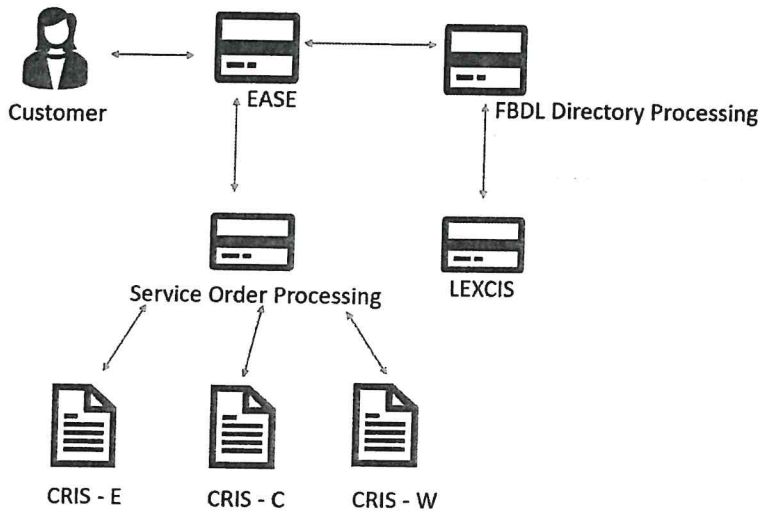 Customer
EASE
FBDL Directory Processing
Service Order Processing
LEXCIS
CRIS - E
CRIS - C
CRIS - W